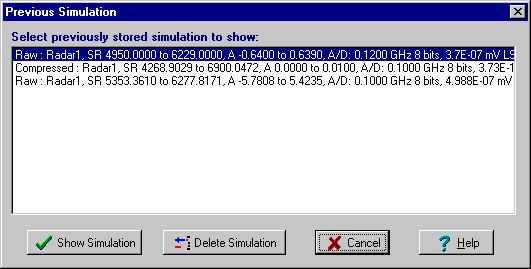 Previous Simulation
Select previously stored simulation to show:
Raw : Radar1, SR 4950.0000 to 6229.0000, A -0.6400 to 0.6390, A/D: 0.1200 GHz 8 bits, 3.7E-07 mV LS
Compressed : Radar1, SR 4268.9029 to 6900.0472, A 0.0000 to 0.0100, A/D: 0.1000 GHz 8 bits, 3.73E-1
Raw : Radar1, SR 5353.3610 to 6277.8171, A -5.7808 to 5.4235, A/D: 0.1000 GHz 8 bits, 4.988E-07 mV
Show Simulation Delete Simulation Cancel Help